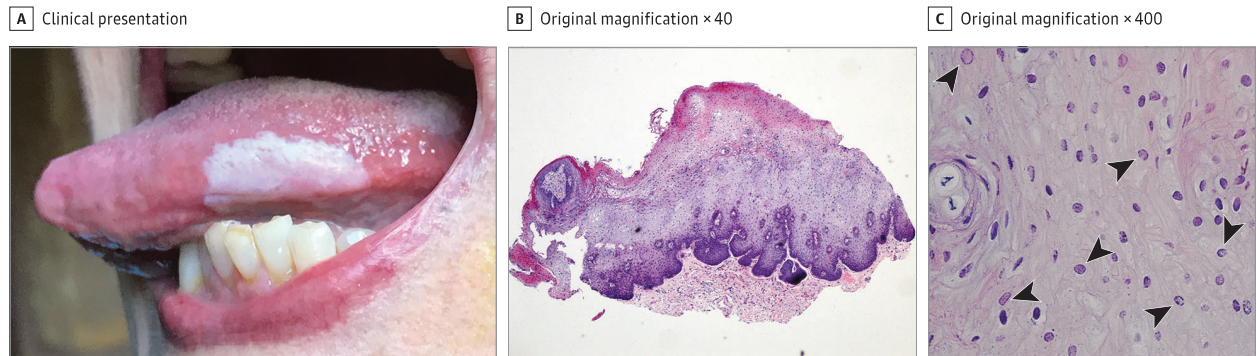 A Clinical presentation
B Original magnification × 40
C Original magnification × 400